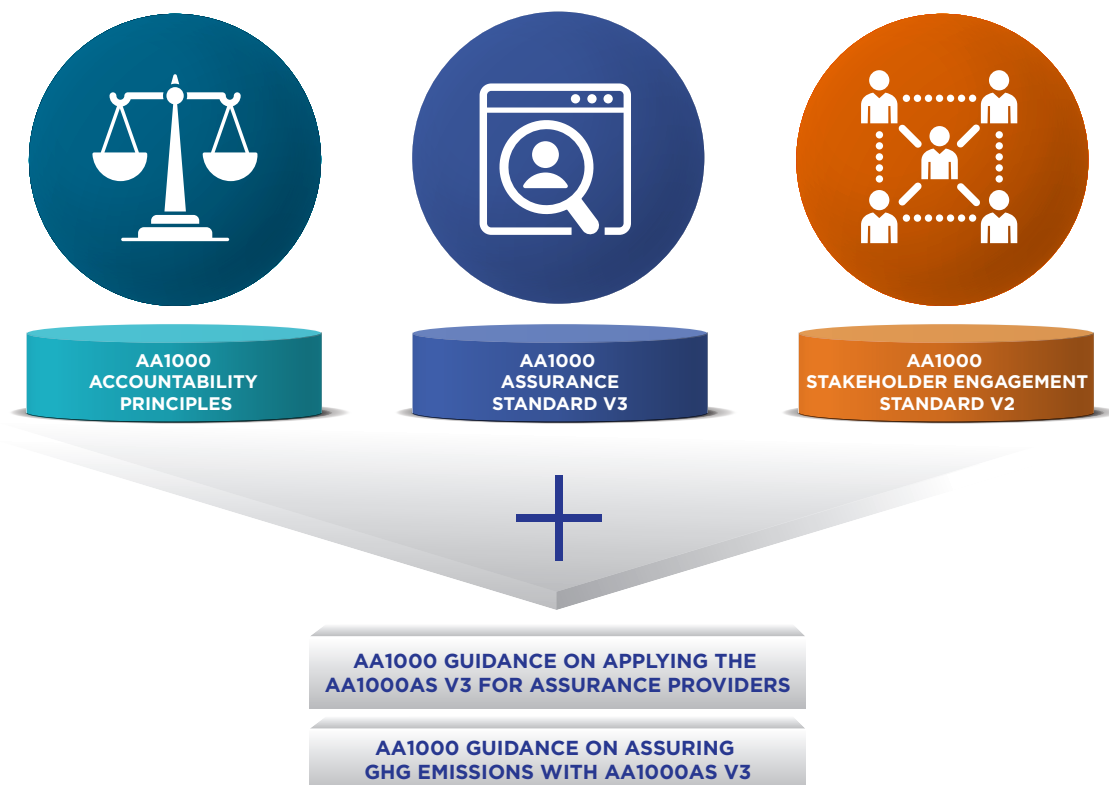 AA1000
ACCOUNTABILITY
PRINCIPLES
AA1000
ASSURANCE
STANDARD V3
AA1000
STAKEHOLDER ENGAGEMENT
STANDARD V2
AA1000 GUIDANCE ON APPLYING THE
AA1000AS V3 FOR ASSURANCE PROVIDERS
AA1000 GUIDANCE ON ASSURING
GHG EMISSIONS WITH AA1000AS V3